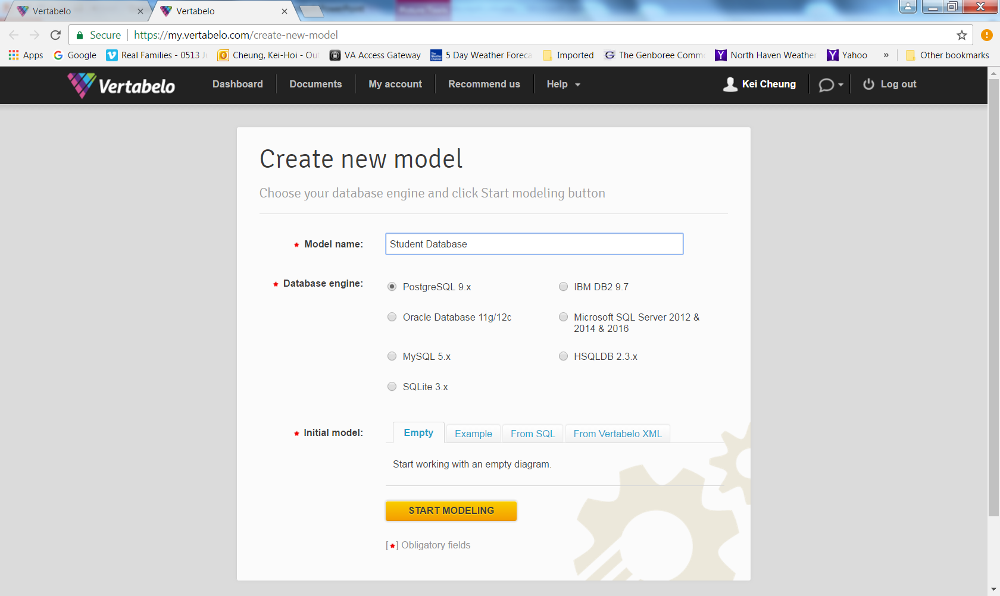 Vertabelo
Vertabelo
Secure
https://my.vertabelo.com/create-new-model
Apps
Google
Real Families - 0513 J
Cheung, Kei-Hoi - Out
VA Access Gateway
5 Day Weather Foreca
Imported
The Genboree Comm
North Haven Weather
Yahoo
»
Other bookmarks
Vertabelo
Dashboard
Documents
My account
Recommend us
Help
Kei Cheung
Log out
Create new model
Choose your database engine and click Start modeling button
Model name:
Student Database
Database engine:
PostgreSQL 9.x
IBM DB2 9.7
Oracle Database 11g/12c
Microsoft SQL Server 2012 &
2014 & 2016
MySQL 5.x
HSQLDB 2.3.x
SQLite 3.x
Initial model:
Empty
Example
From SQL
From Vertabelo XML
Start working with an empty diagram.
START MODELING
[★] Obligatory fields